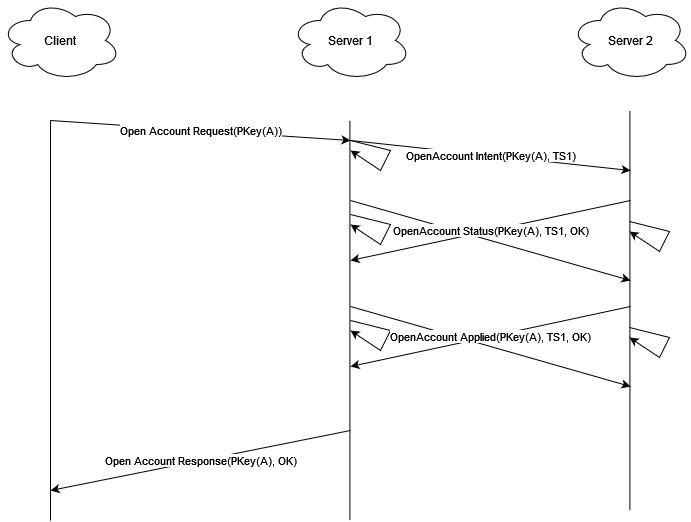 Client
Server 1
Server 2
Open Account Request(PKey(A))
OpenAccount Intent(PKey(A), TS1)
OpenAccount Status(PKey(A), TS1, OK)
OpenAccount Applied(PKey(A), TS1, OK)
Open Account Response(PKey(A), OK)